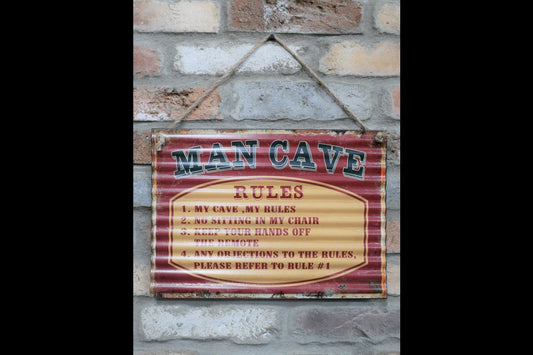 MAN CAVE
RULES
1. MY CAVE ,MY RULES
2. NO SITTING IN MY CHAIR
3. KEEP YOUR HANDS OFF
THE REMOTE
4. ANY OBJECTIONS TO THE RULES,
PLEASE REFER TO RULE #1